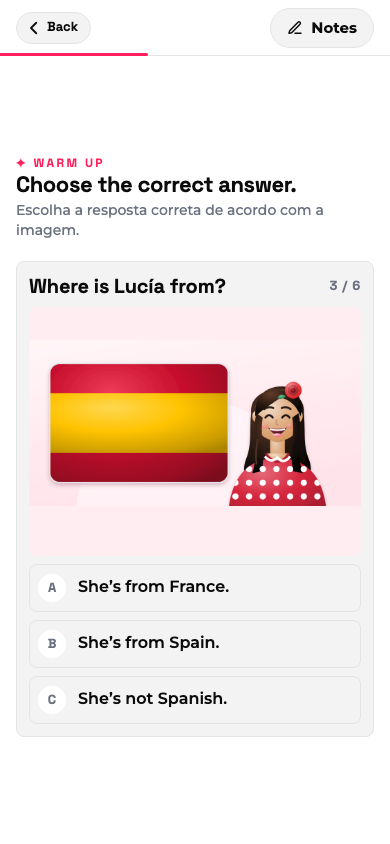 Back
Notes
WARM UP
Choose the correct answer.
Escolha a resposta correta de acordo com a
imagem.
Where is Lucía from?
3 / 6
A She's from France.
B She's from Spain.
C She's not Spanish.